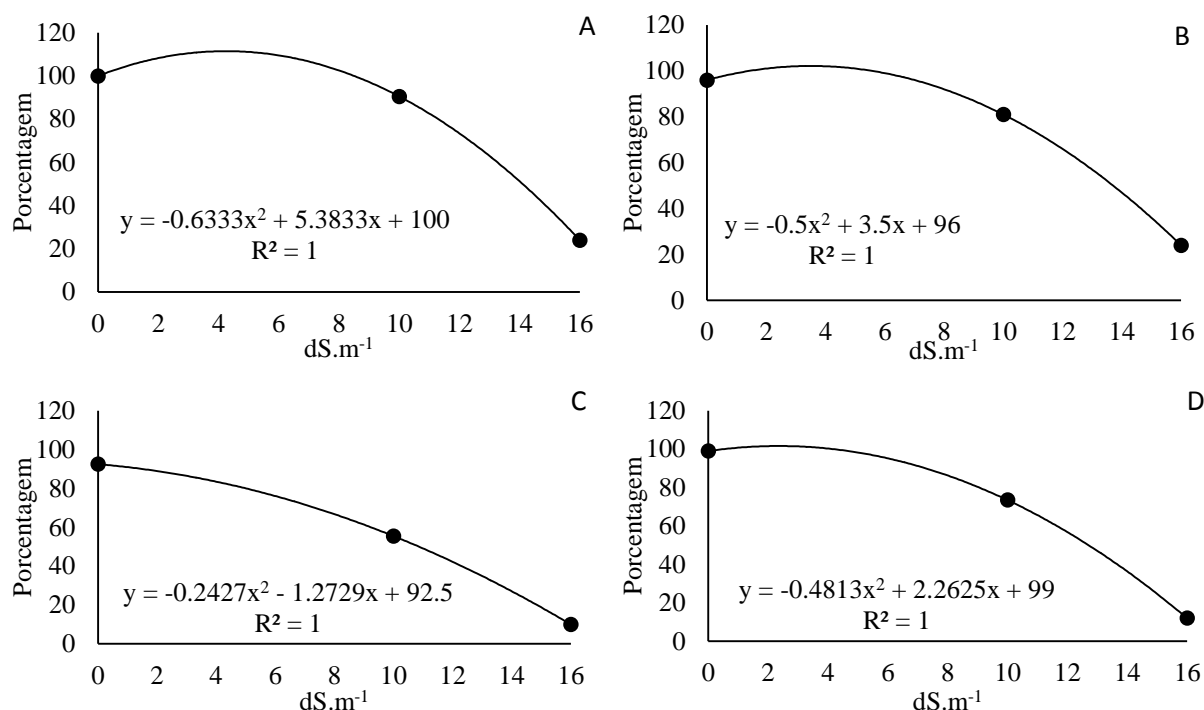 A
Porcentagem
120
100
80
60
40
20
0
y = -0.6333x² + 5.3833x + 100
R² = 1
0 2 4 6 8 10 12 14 16
dS.m⁻¹
B
Porcentagem
120
100
80
60
40
20
0
y = -0.5x² + 3.5x + 96
R² = 1
0 2 4 6 8 10 12 14 16
dS.m⁻¹
C
Porcentagem
120
100
80
60
40
20
0
y = -0.2427x² - 1.2729x + 92.5
R² = 1
0 2 4 6 8 10 12 14 16
dS.m⁻¹
D
Porcentagem
120
100
80
60
40
20
0
y = -0.4813x² + 2.2625x + 99
R² = 1
0 2 4 6 8 10 12 14 16
dS.m⁻¹